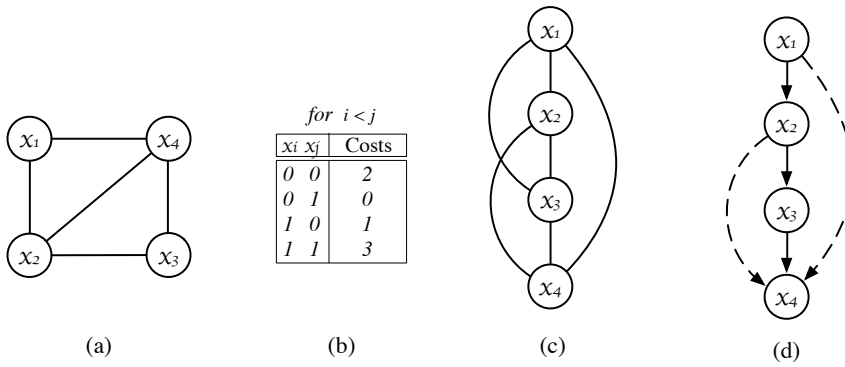 x1 x4
x2 x3
(a)
for i < j
xi xj Costs
0 0 2
0 1 0
1 0 1
1 1 3
(b)
x1
x2
x3
x4
(c)
x1
x2
x3
x4
(d)